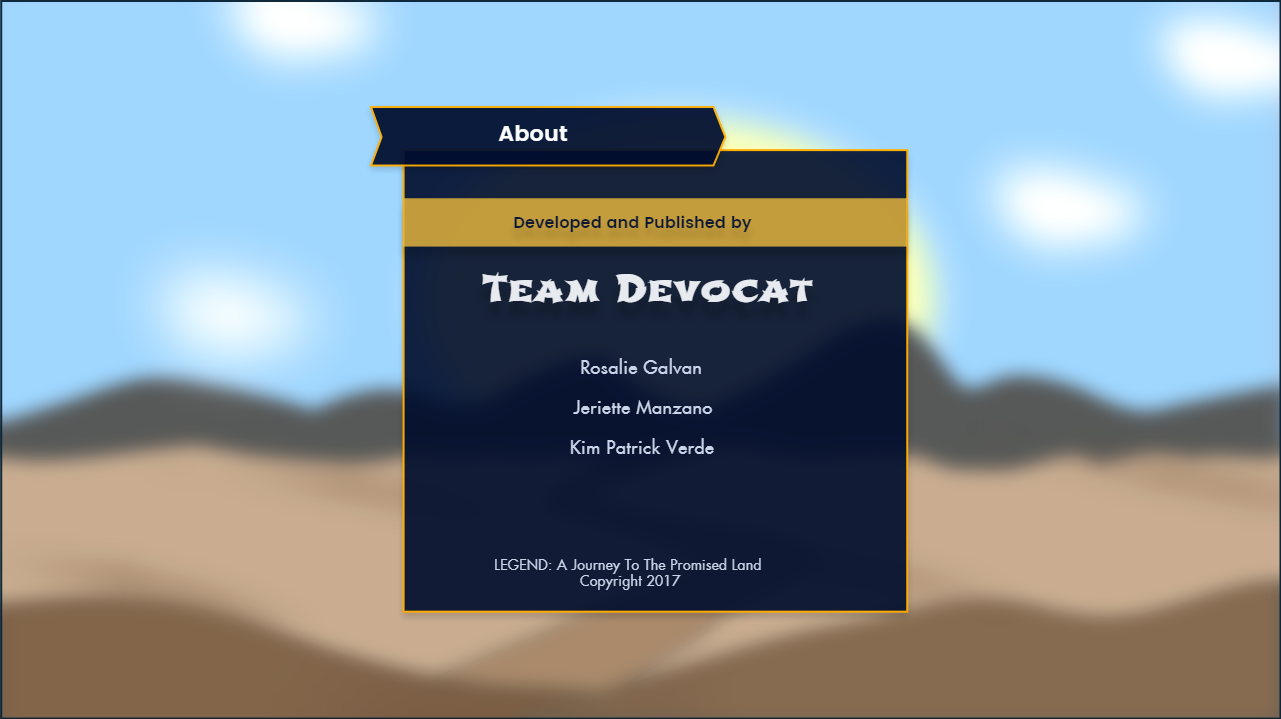 About
Developed and Published by
Team Devocat
Rosalie Galvan
Jeriette Manzano
Kim Patrick Verde
LEGEND: A Journey To The Promised Land
Copyright 2017